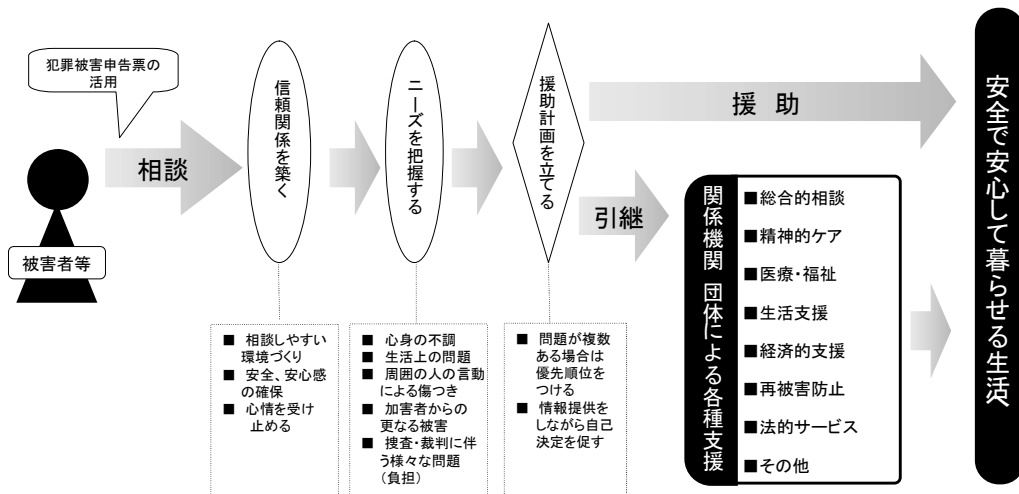 犯罪被害申告票の
活用
相談
被害者等
信頼関係を築く
ニーズを把握する
援助計画を立てる
援 助
引継
■ 相談しやすい
環境づくり
■ 安全、安心感
の確保
■ 心情を受け
止める
■ 心身の不調
■ 生活上の問題
■ 周囲の人の言動
による傷つき
■ 加害者からの
更なる被害
■ 捜査・裁判に伴
う様々な問題
(負担)
■ 問題が複数
ある場合は
優先順位を
つける
■ 情報提供を
しながら自己
決定を促す
関係機関 団体による各種支援
■総合的相談
■精神的ケア
■医療・福祉
■生活支援
■経済的支援
■再被害防止
■法的サービス
■その他
安全で安心して暮らせる生活へ